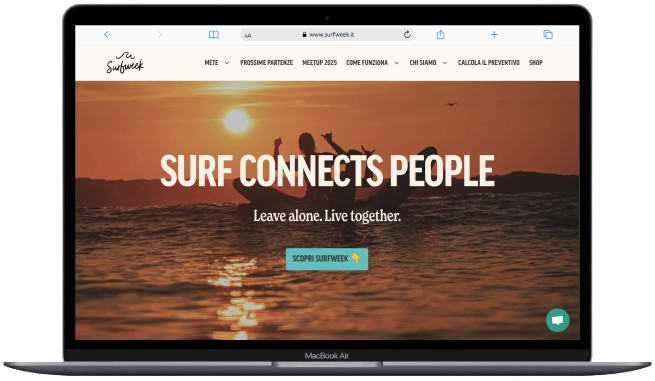 AA
www.surfweek.it
Surfweek
METE PROSSIME PARTENZE MEETUP 2025 COME FUNZIONA CHI SIAMO CALCOLA IL PREVENTIVO SHOP
SURF CONNECTS PEOPLE
Leave alone. Live together.
SCOPRI SURFWEEK 👇
MacBook Air